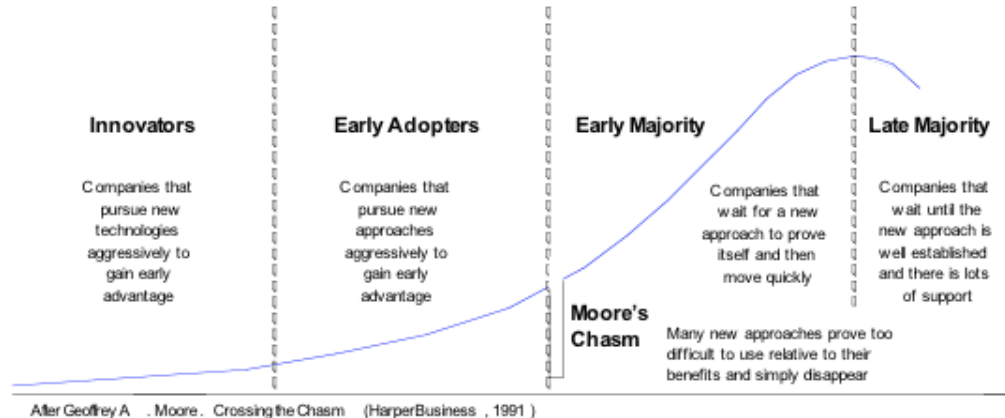 Innovators
Early Adopters
Early Majority
Late Majority
Companies that
pursue new
technologies
aggressively to
gain early
advantage
Companies that
pursue new
approaches
aggressively to
gain early
advantage
Companies that
wait for a new
approach to prove
itself and then
move quickly
Companies that
wait until the
new approach is
well established
and there is lots
of support
Moore's
Chasm
Many new approaches prove too
difficult to use relative to their
benefits and simply disappear
After Geoffrey A . Moore. Crossing the Chasm (HarperBusiness , 1991 )